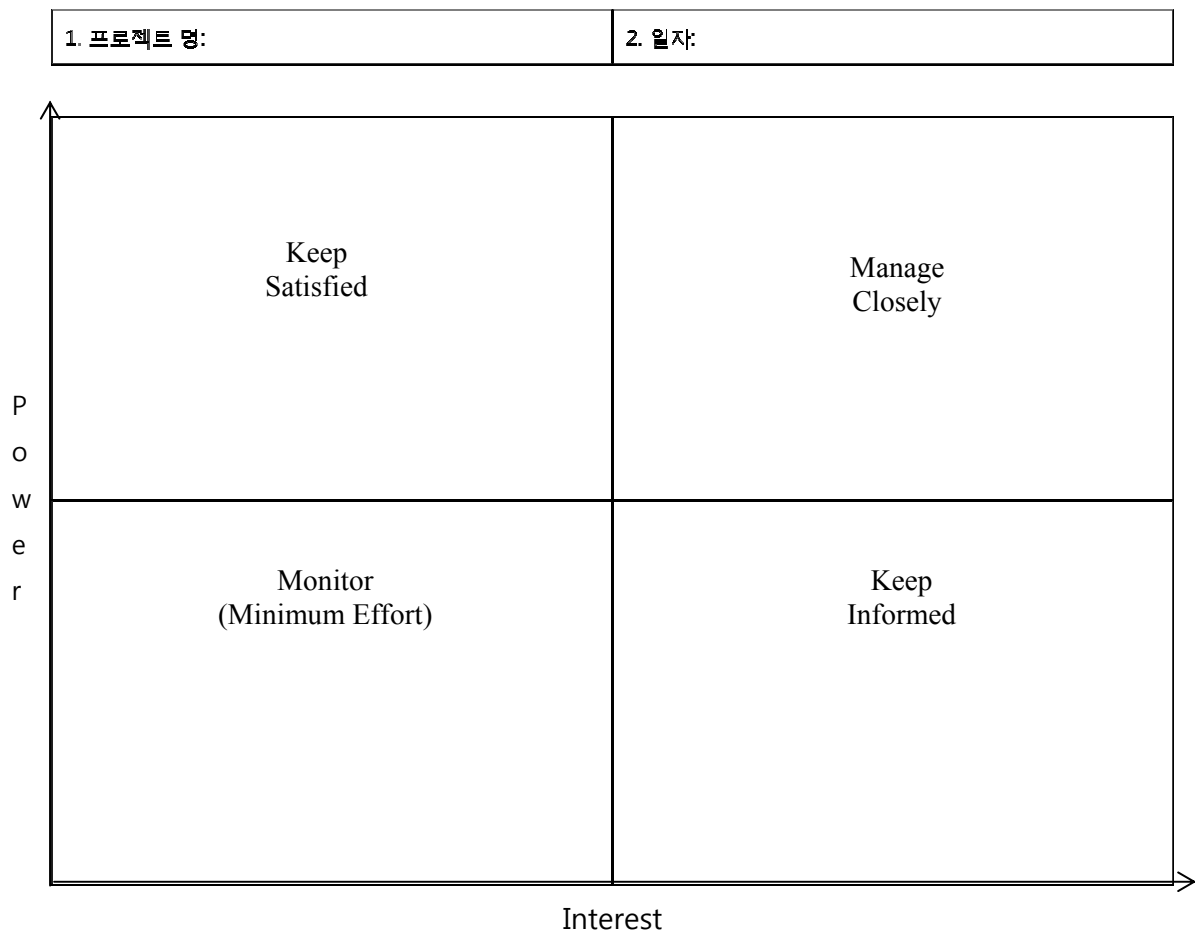 1. 프로젝트 명:
2. 일자:
Keep
Satisfied
Manage
Closely
Power
Monitor
(Minimum Effort)
Keep
Informed
Interest